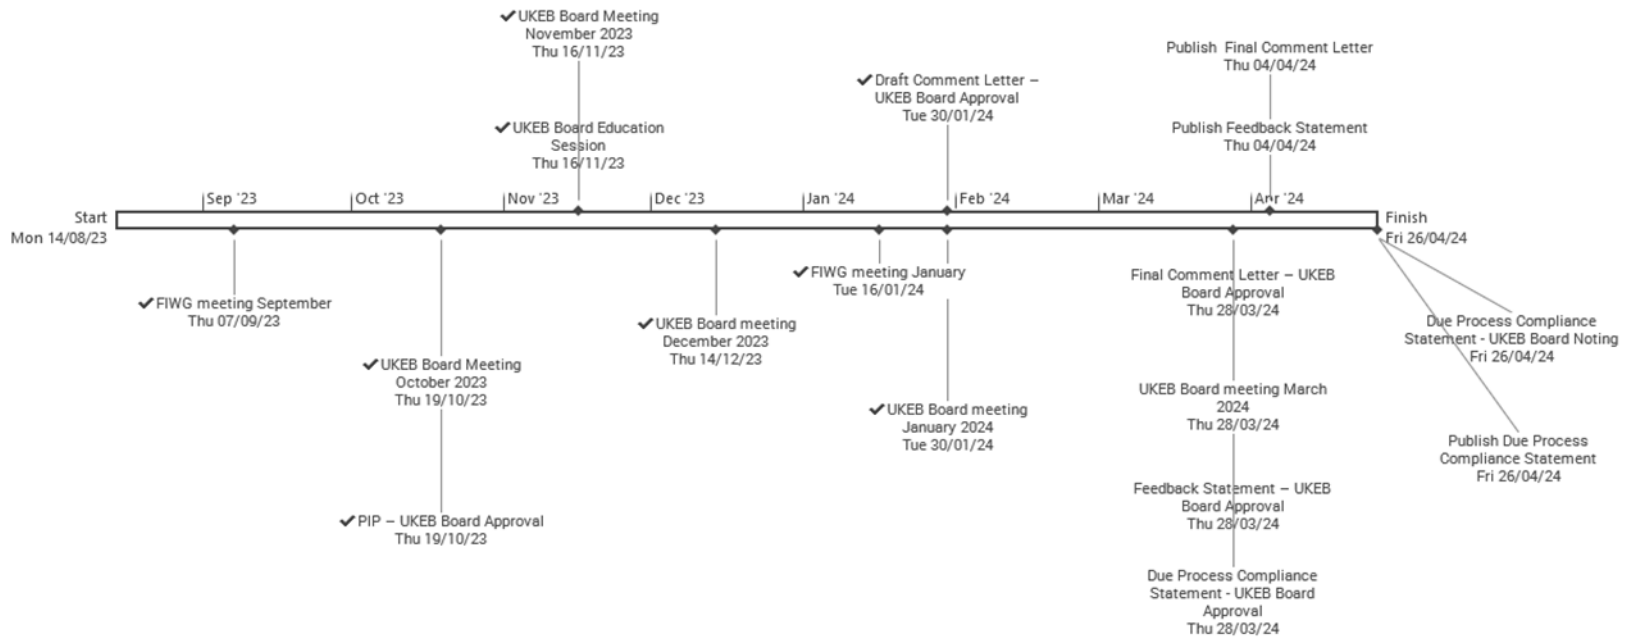 ✔ UKEB Board Meeting
November 2023
Thu 16/11/23
✔ UKEB Board Education
Session
Thu 16/11/23
✔ Draft Comment Letter –
UKEB Board Approval
Tue 30/01/24
Publish Final Comment Letter
Thu 04/04/24
Publish Feedback Statement
Thu 04/04/24
Sep '23
Oct '23
Nov '23
Dec '23
Jan '24
Feb '24
Mar '24
Apr '24
Start
Mon 14/08/23
Finish
Fri 26/04/24
✔ FIWG meeting September
Thu 07/09/23
✔ UKEB Board Meeting
October 2023
Thu 19/10/23
✔ PIP – UKEB Board Approval
Thu 19/10/23
✔ UKEB Board meeting
December 2023
Thu 14/12/23
✔ FIWG meeting January
Tue 16/01/24
✔ UKEB Board meeting
January 2024
Tue 30/01/24
Final Comment Letter – UKEB
Board Approval
Thu 28/03/24
UKEB Board meeting March
2024
Thu 28/03/24
Feedback Statement – UKEB
Board Approval
Thu 28/03/24
Due Process Compliance
Statement - UKEB Board
Approval
Thu 28/03/24
Due Process Compliance
Statement - UKEB Board Noting
Fri 26/04/24
Publish Due Process
Compliance Statement
Fri 26/04/24